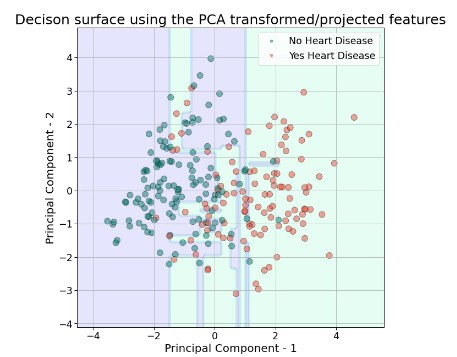 Decison surface using the PCA transformed/projected features
No Heart Disease
Yes Heart Disease
4
3
2
1
0
−1
−2
−3
−4
Principal Component - 2
−4
−2
0
2
4
Principal Component - 1